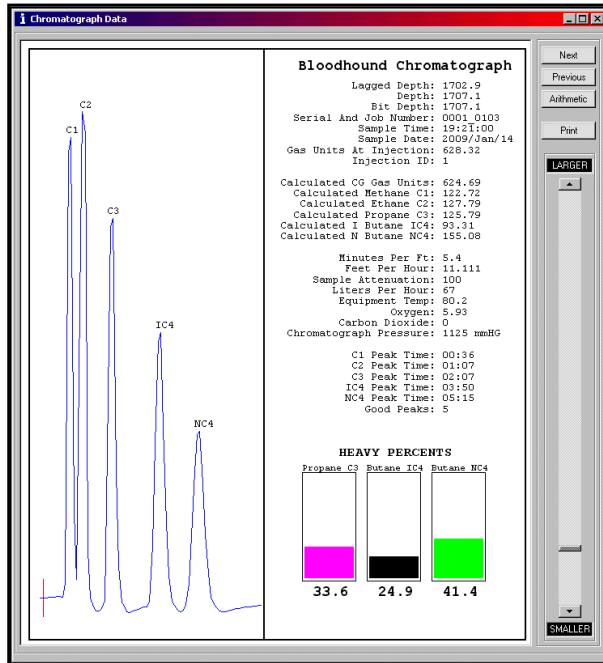 Chromatograph Data
Bloodhound Chromatograph
Lagged Depth: 1702.9
Depth: 1707.1
Bit Depth: 1707.1
Serial And Job Number: 0001_0103
Sample Time: 19:21:00
Sample Date: 2009/Jan/14
Gas Units At Injection: 628.32
Injection ID: 1
Calculated CG Gas Units: 624.69
Calculated Methane C1: 122.72
Calculated Ethane C2: 127.79
Calculated Propane C3: 125.79
Calculated I Butane IC4: 93.31
Calculated N Butane NC4: 155.08
Minutes Per Ft: 5.4
Feet Per Hour: 11.111
Sample Attenuation: 100
Liters Per Hour: 67
Equipment Temp: 80.2
Oxygen: 5.93
Carbon Dioxide: 0
Chromatograph Pressure: 1125 mmHG
C1 Peak Time: 00:36
C2 Peak Time: 01:07
C3 Peak Time: 02:07
IC4 Peak Time: 03:50
NC4 Peak Time: 05:15
Good Peaks: 5
HEAVY PERCENTS
Propane C3 Butane IC4 Butane NC4
33.6 24.9 41.4
C2
C1
C3
IC4
NC4
Next
Previous
Arithmetic
Print
LARGER
SMALLER